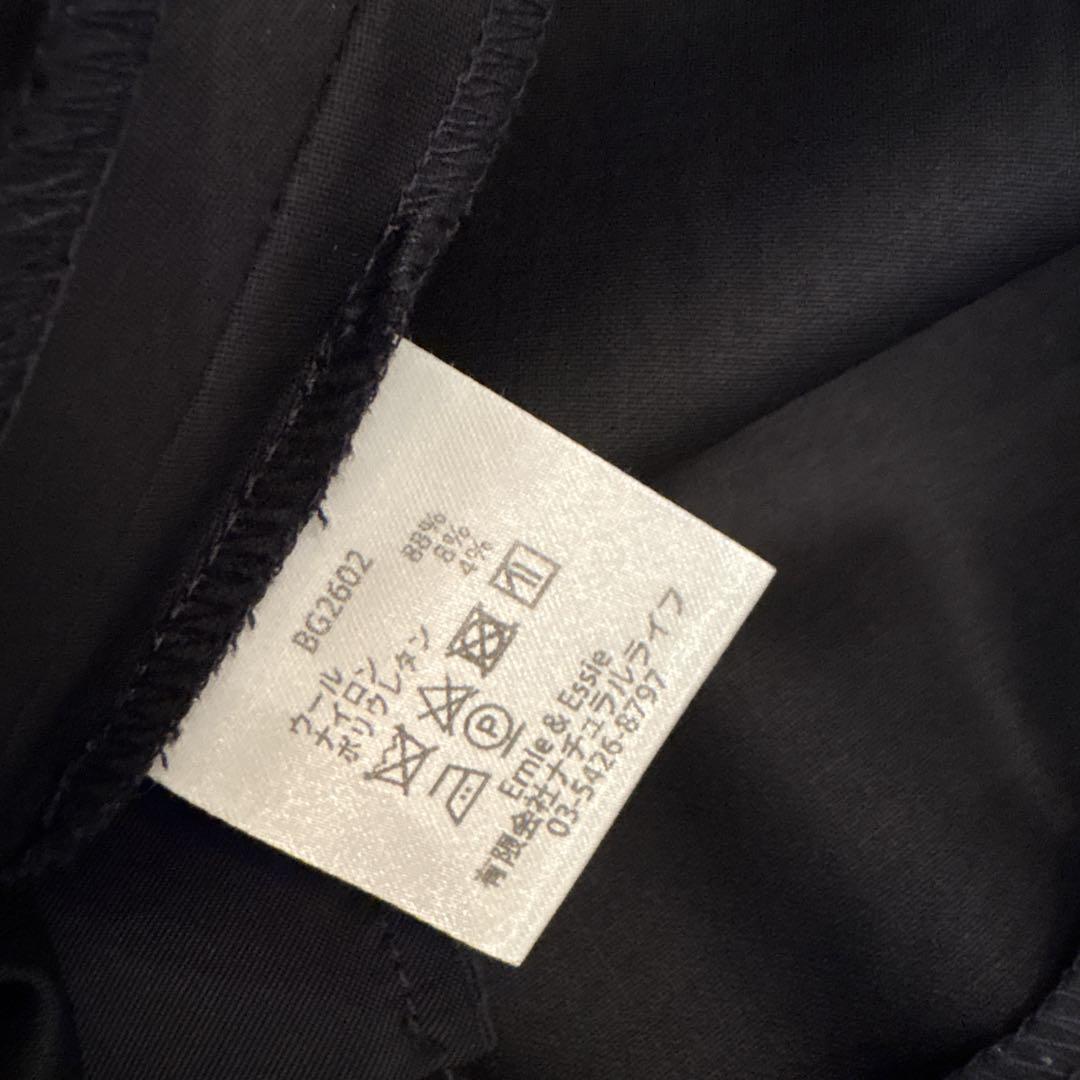 BG2602
ウール 88%
ナイロン 8%
ポリウレタン 4%
P
Ernie & Essie
有限会社ナチュラルライフ
03-5426-8797